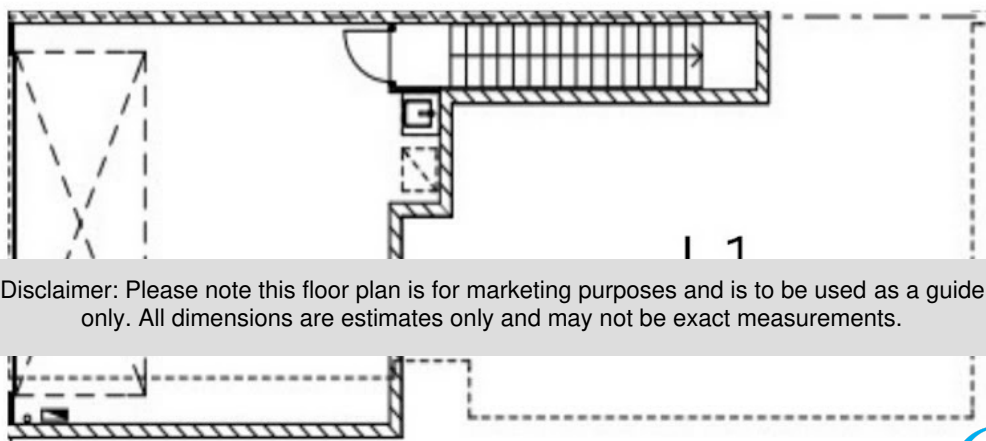 L1
Disclaimer: Please note this floor plan is for marketing purposes and is to be used as a guide
only. All dimensions are estimates only and may not be exact measurements.